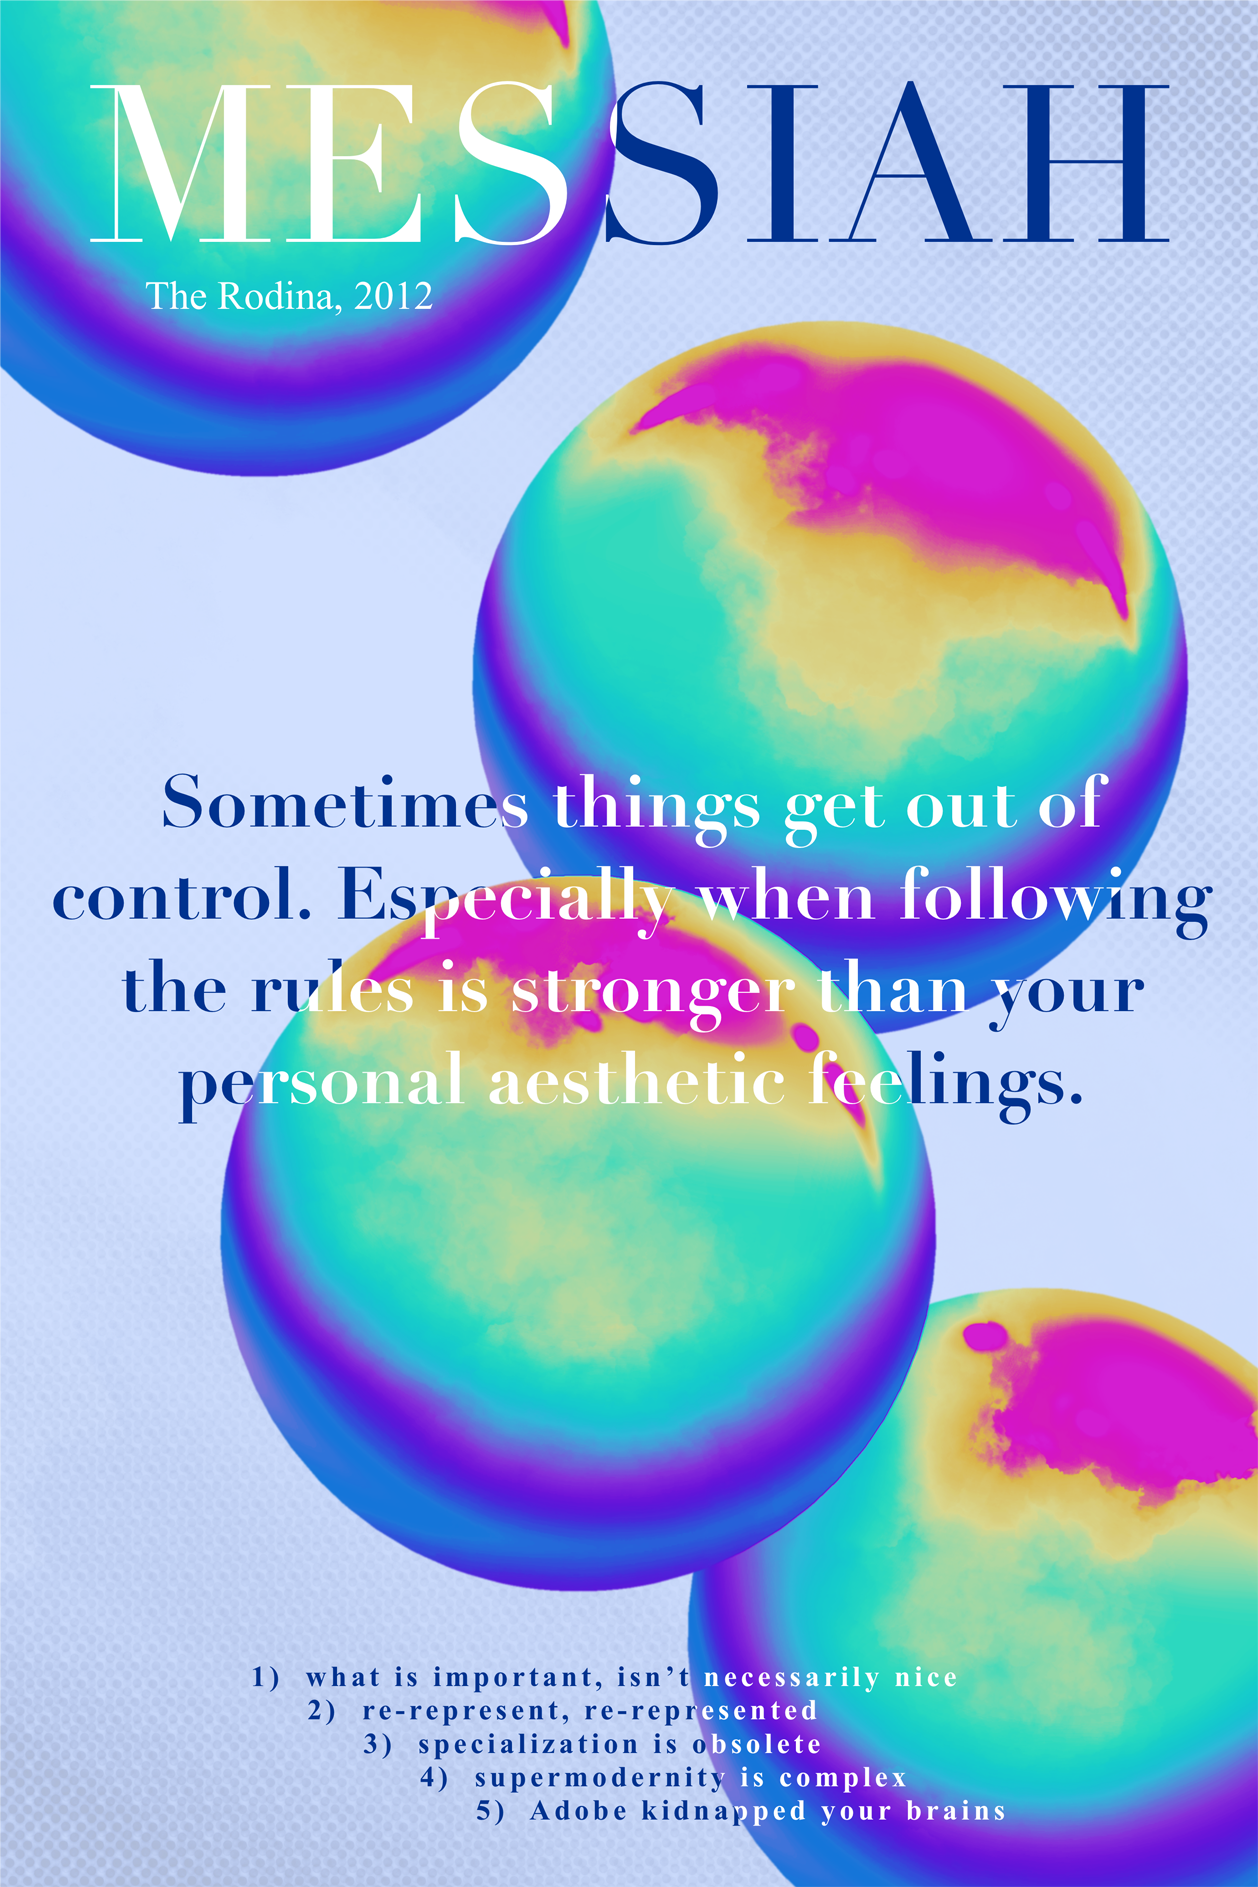 MESSIAH
The Rodina, 2012
Sometimes things get out of
control. Especially when following
the rules is stronger than your
personal aesthetic feelings.
1) what is important, isn’t necessarily nice
2) re-represent, re-represented
3) specialization is obsolete
4) supermodernity is complex
5) Adobe kidnapped your brains